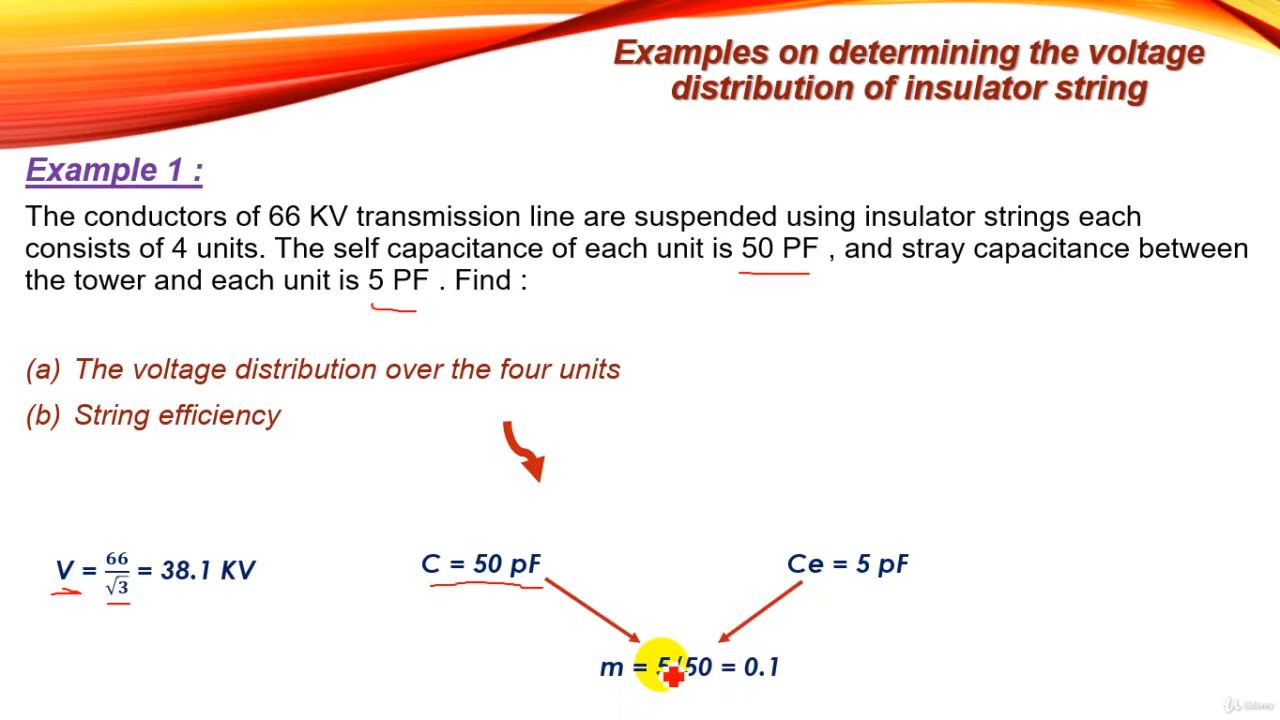 Examples on determining the voltage
distribution of insulator string
Example 1 :
The conductors of 66 KV transmission line are suspended using insulator strings each
consists of 4 units. The self capacitance of each unit is 50 PF , and stray capacitance between
the tower and each unit is 5 PF . Find :
(a) The voltage distribution over the four units
(b) String efficiency
V = 66/√3 = 38.1 KV
C = 50 pF
Ce = 5 pF
m = 5/50 = 0.1
Udemy